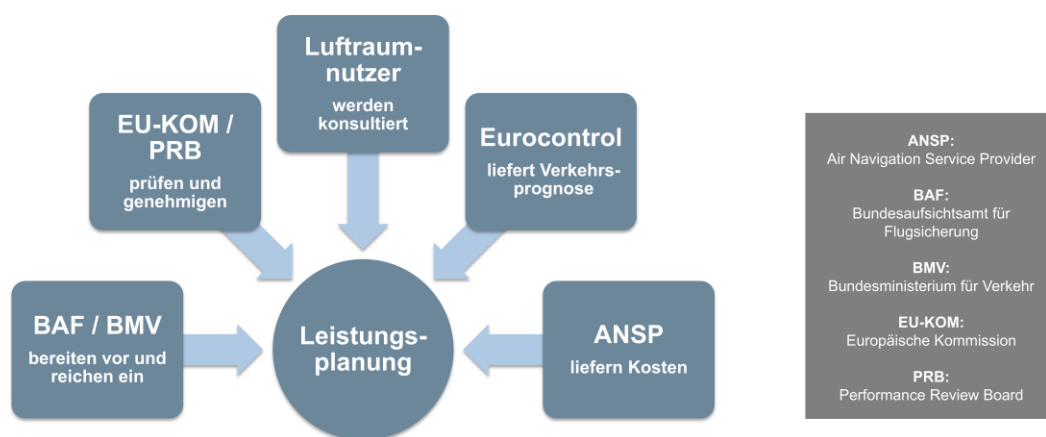 Luftraum-
nutzer
werden
konsultiert
EU-KOM /
PRB
prüfen und
genehmigen
Eurocontrol
liefert Verkehrs-
prognose
BAF / BMV
bereiten vor und
reichen ein
Leistungs-
planung
ANSP
liefern Kosten
ANSP:
Air Navigation Service Provider
BAF:
Bundesaufsichtsamt für
Flugsicherung
BMV:
Bundesministerium für Verkehr
EU-KOM:
Europäische Kommission
PRB:
Performance Review Board